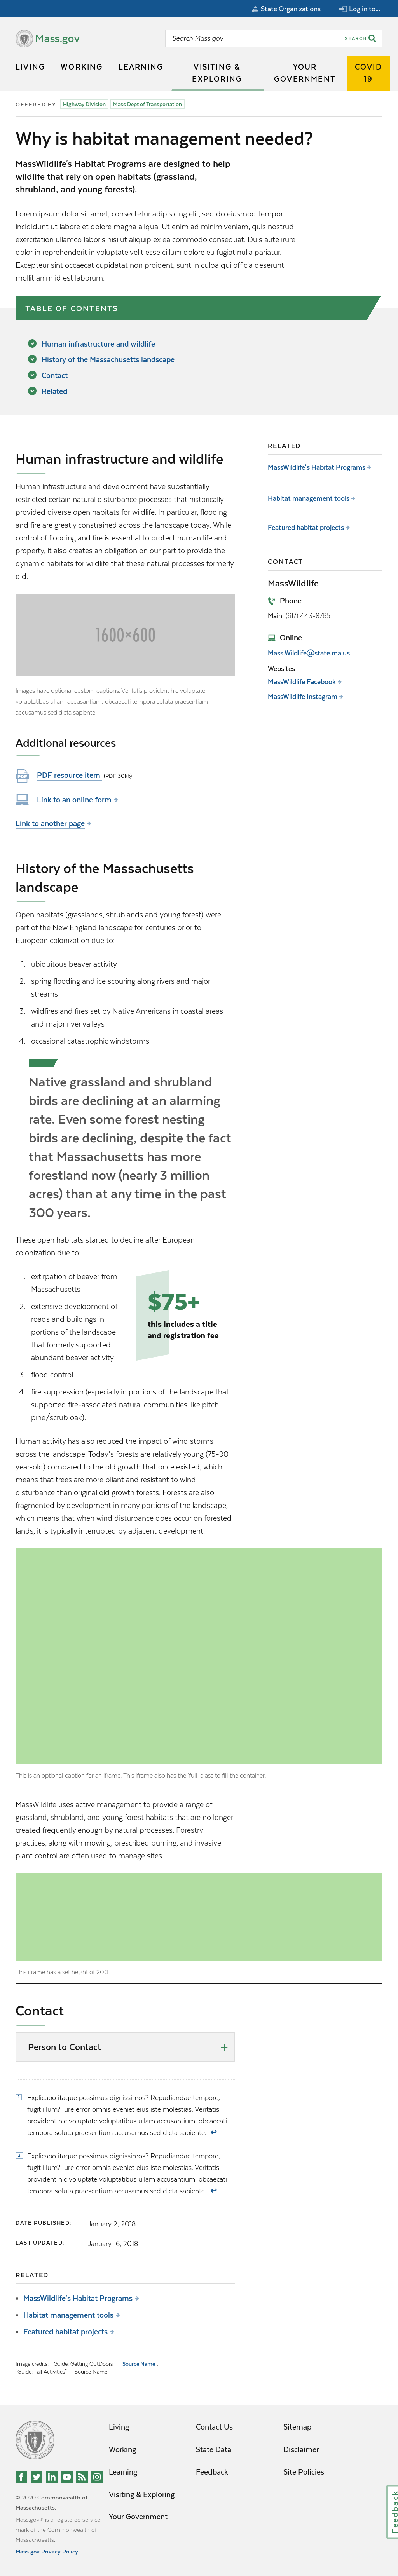 State Organizations
Log in to...
Mass.gov
Search Mass.gov
SEARCH
LIVING
WORKING
LEARNING
VISITING &
EXPLORING
YOUR
GOVERNMENT
COVID
19
OFFERED BY
Highway Division
Mass Dept of Transportation
Why is habitat management needed?
MassWildlife's Habitat Programs are designed to help
wildlife that rely on open habitats (grassland,
shrubland, and young forests).
Lorem ipsum dolor sit amet, consectetur adipisicing elit, sed do eiusmod tempor
incididunt ut labore et dolore magna aliqua. Ut enim ad minim veniam, quis nostrud
exercitation ullamco laboris nisi ut aliquip ex ea commodo consequat. Duis aute irure
dolor in reprehenderit in voluptate velit esse cillum dolore eu fugiat nulla pariatur.
Excepteur sint occaecat cupidatat non proident, sunt in culpa qui officia deserunt
mollit anim id est laborum.
TABLE OF CONTENTS
Human infrastructure and wildlife
History of the Massachusetts landscape
Contact
Related
Human infrastructure and wildlife
Human infrastructure and engineering have substantially
restricted certain natural disturbance processes that historically
provided diverse open habitats for wildlife. In particular, flooding
and fire are greatly constrained across the landscape today. While
control of flooding and fire is essential to protect human life and
property, it also creates an obligation on our part to provide the
dynamic habitats for wildlife that these natural processes formerly
did.
1600×600
Images have optional custom captions. Veritatis provident hic voluptate
voluptatibus ullam accusantium, obcaecati tempora soluta praesentium
accusamus sed dicta sapiente.
Additional resources
PDF
PDF resource item (PDF 30kb)
Link to an online form
Link to another page
History of the Massachusetts
landscape
Open habitats (grasslands, shrublands and young forest) were
part of the New England landscape for centuries prior to
European colonization due to:
1. ubiquitous beaver activity
2. spring flooding and ice scouring along rivers and major
streams
3. wildfires and fires set by Native Americans in coastal areas
and major river valleys
4. occasional catastrophic windstorms
Native grassland and shrubland
birds are declining at an alarming
rate. Even some forest nesting
birds are declining, despite the fact
that Massachusetts has more
forestland now (nearly 3 million
acres) than at any time in the past
300 years.
These open habitats started to decline after European
colonization due to:
1. extirpation of beaver from
Massachusetts
2. extensive development of
roads and buildings in
portions of the landscape
that formerly supported
abundant beaver activity
$75+
this includes a title
and registration fee
3. flood control
4. fire suppression (especially in portions of the landscape that
supported fire-associated natural communities like pitch
pine/scrub oak).
Human activity has also reduced the impact of wind storms
across the landscape. Today's forests are relatively young (75-90
year-old) compared to the old growth that once existed, which
means that trees are more pliant and resistant to wind
disturbance than original old growth forests. Forests are also
fragmented by development in many portions of the landscape,
which means that when wind disturbance does occur on forested
lands, it is typically interrupted by adjacent development.
This is an optional caption for an iframe. This iframe also has the 'full' class to fill the container.
MassWildlife uses active management to provide a range of
grassland, shrubland, and young forest habitats that are no longer
created frequently enough by natural processes. Forestry
practices, along with mowing, prescribed burning, and invasive
plant control are often used to manage sites.
This iframe has a set height of 200.
Contact
Person to Contact
1 Explicabo itaque possimus dignissimos? Repudiandae tempore,
fugit illum? Iure error omnis eveniet eius iste molestias. Veritatis
provident hic voluptate voluptatibus ullam accusantium, obcaecati
tempora soluta praesentium accusamus sed dicta sapiente.
2 Explicabo itaque possimus dignissimos? Repudiandae tempore,
fugit illum? Iure error omnis eveniet eius iste molestias. Veritatis
provident hic voluptate voluptatibus ullam accusantium, obcaecati
tempora soluta praesentium accusamus sed dicta sapiente.
DATE PUBLISHED: January 2, 2018
LAST UPDATED: January 16, 2018
RELATED
MassWildlife's Habitat Programs
Habitat management tools
Featured habitat projects
Image credits: "Guide: Getting OutDoors" — Source Name ;
"Guide: Fall Activities" — Source Name;
RELATED
MassWildlife's Habitat Programs
Habitat management tools
Featured habitat projects
CONTACT
MassWildlife
Phone
Main: (617) 443-8765
Online
Mass.Wildlife@state.ma.us
Websites
MassWildlife Facebook
MassWildlife Instagram
Living
Working
Learning
Visiting & Exploring
Your Government
Contact Us
State Data
Feedback
Sitemap
Disclaimer
Site Policies
© 2020 Commonwealth of
Massachusetts.
Mass.gov® is a registered service
mark of the Commonwealth of
Massachusetts.
Mass.gov Privacy Policy
Feedback